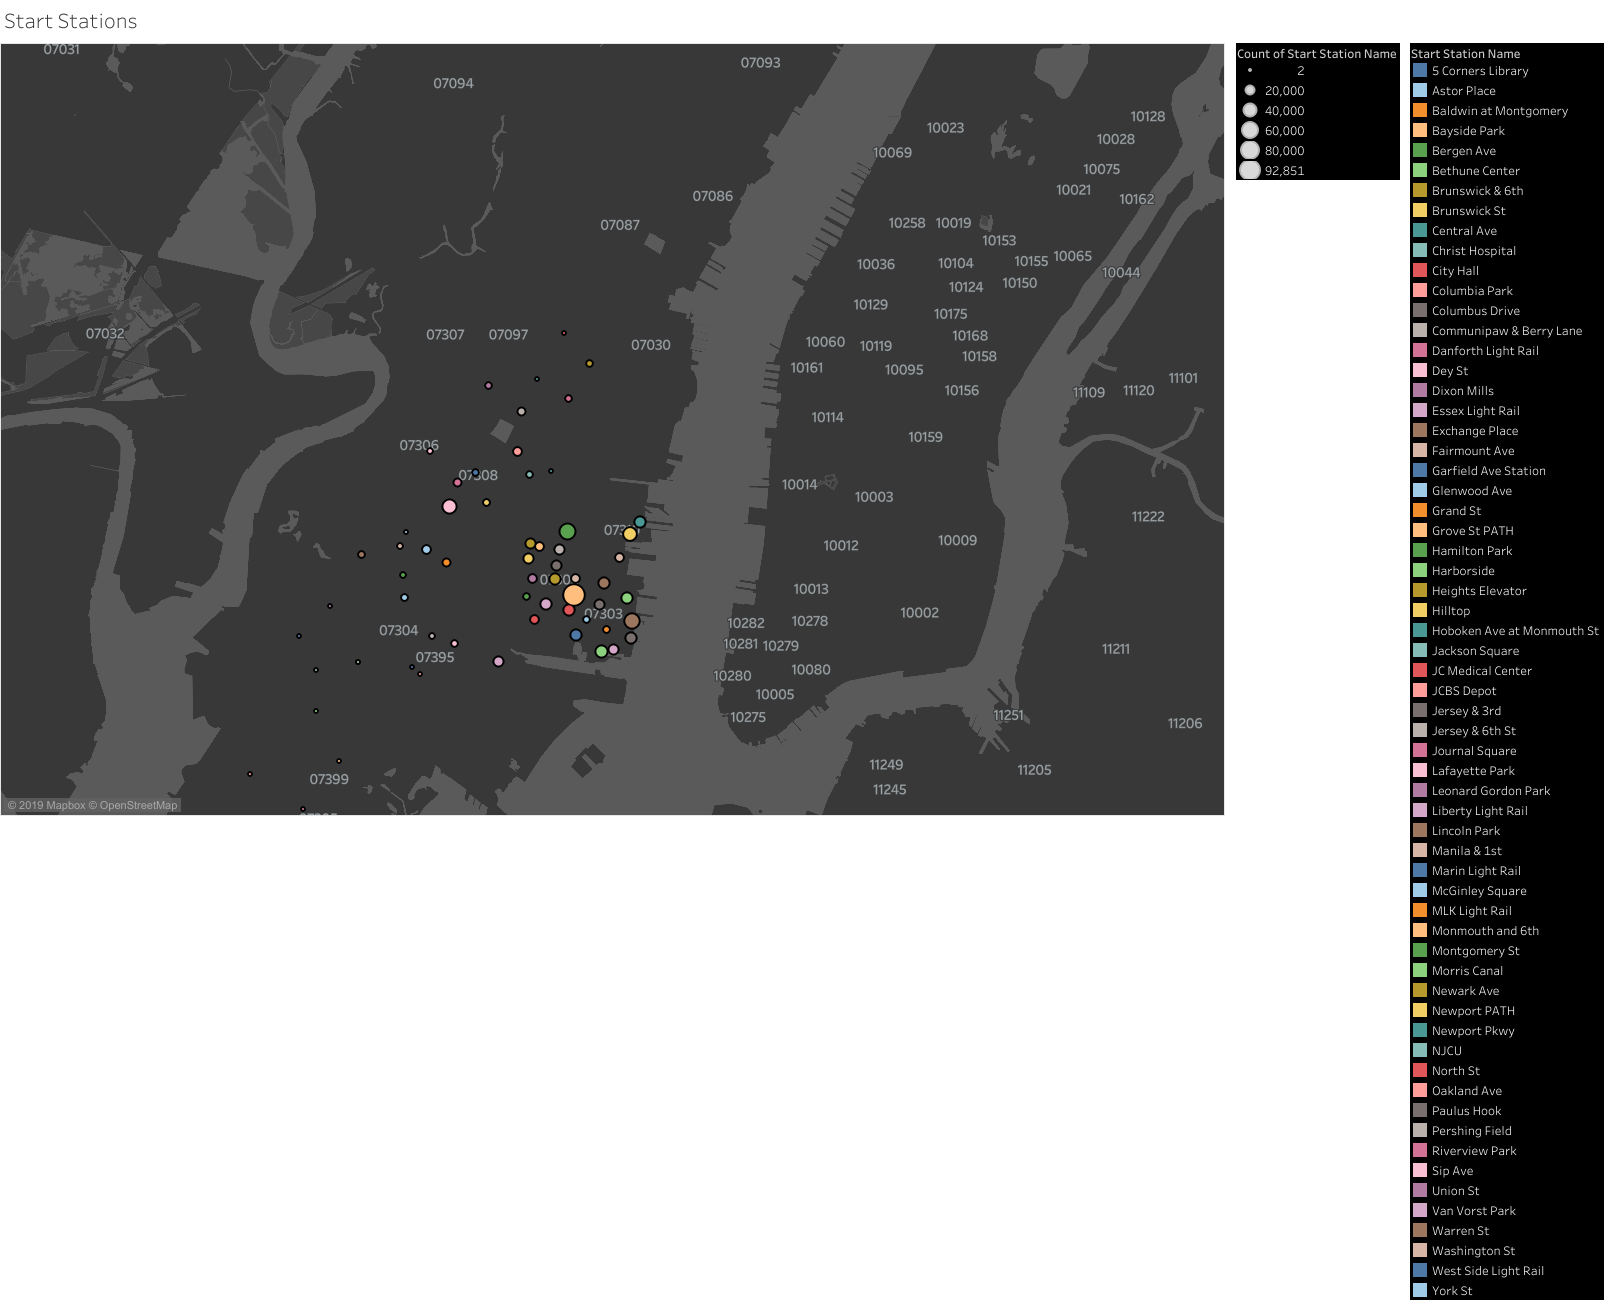 Start Stations
07031
07094
07093
10023
10128
10028
10069
10075
10021
10162
07086
07087
10258
10019
10153
10036
10104
10155
10065
10044
10124
10150
10129
10175
07032
07307
07097
07030
10060
10119
10168
10158
10161
10095
10156
11109
11120
11101
10114
10159
07306
07308
10014
10003
11222
10012
10009
10013
10002
07303
10282
10278
07304
07395
10281
10279
11211
10280
10080
10005
10275
11251
11206
07399
11249
11205
11245
© 2019 Mapbox © OpenStreetMap
Count of Start Station Name
2
20,000
40,000
60,000
80,000
92,851
Start Station Name
5 Corners Library
Astor Place
Baldwin at Montgomery
Bayside Park
Bergen Ave
Bethune Center
Brunswick & 6th
Brunswick St
Central Ave
Christ Hospital
City Hall
Columbia Park
Columbus Drive
Communipaw & Berry Lane
Danforth Light Rail
Dey St
Dixon Mills
Essex Light Rail
Exchange Place
Fairmount Ave
Garfield Ave Station
Glenwood Ave
Grand St
Grove St PATH
Hamilton Park
Harborside
Heights Elevator
Hilltop
Hoboken Ave at Monmouth St
Jackson Square
JC Medical Center
JCBS Depot
Jersey & 3rd
Jersey & 6th St
Journal Square
Lafayette Park
Leonard Gordon Park
Liberty Light Rail
Lincoln Park
Manila & 1st
Marin Light Rail
McGinley Square
MLK Light Rail
Monmouth and 6th
Montgomery St
Morris Canal
Newark Ave
Newport PATH
Newport Pkwy
NJCU
North St
Oakland Ave
Paulus Hook
Pershing Field
Riverview Park
Sip Ave
Union St
Van Vorst Park
Warren St
Washington St
West Side Light Rail
York St